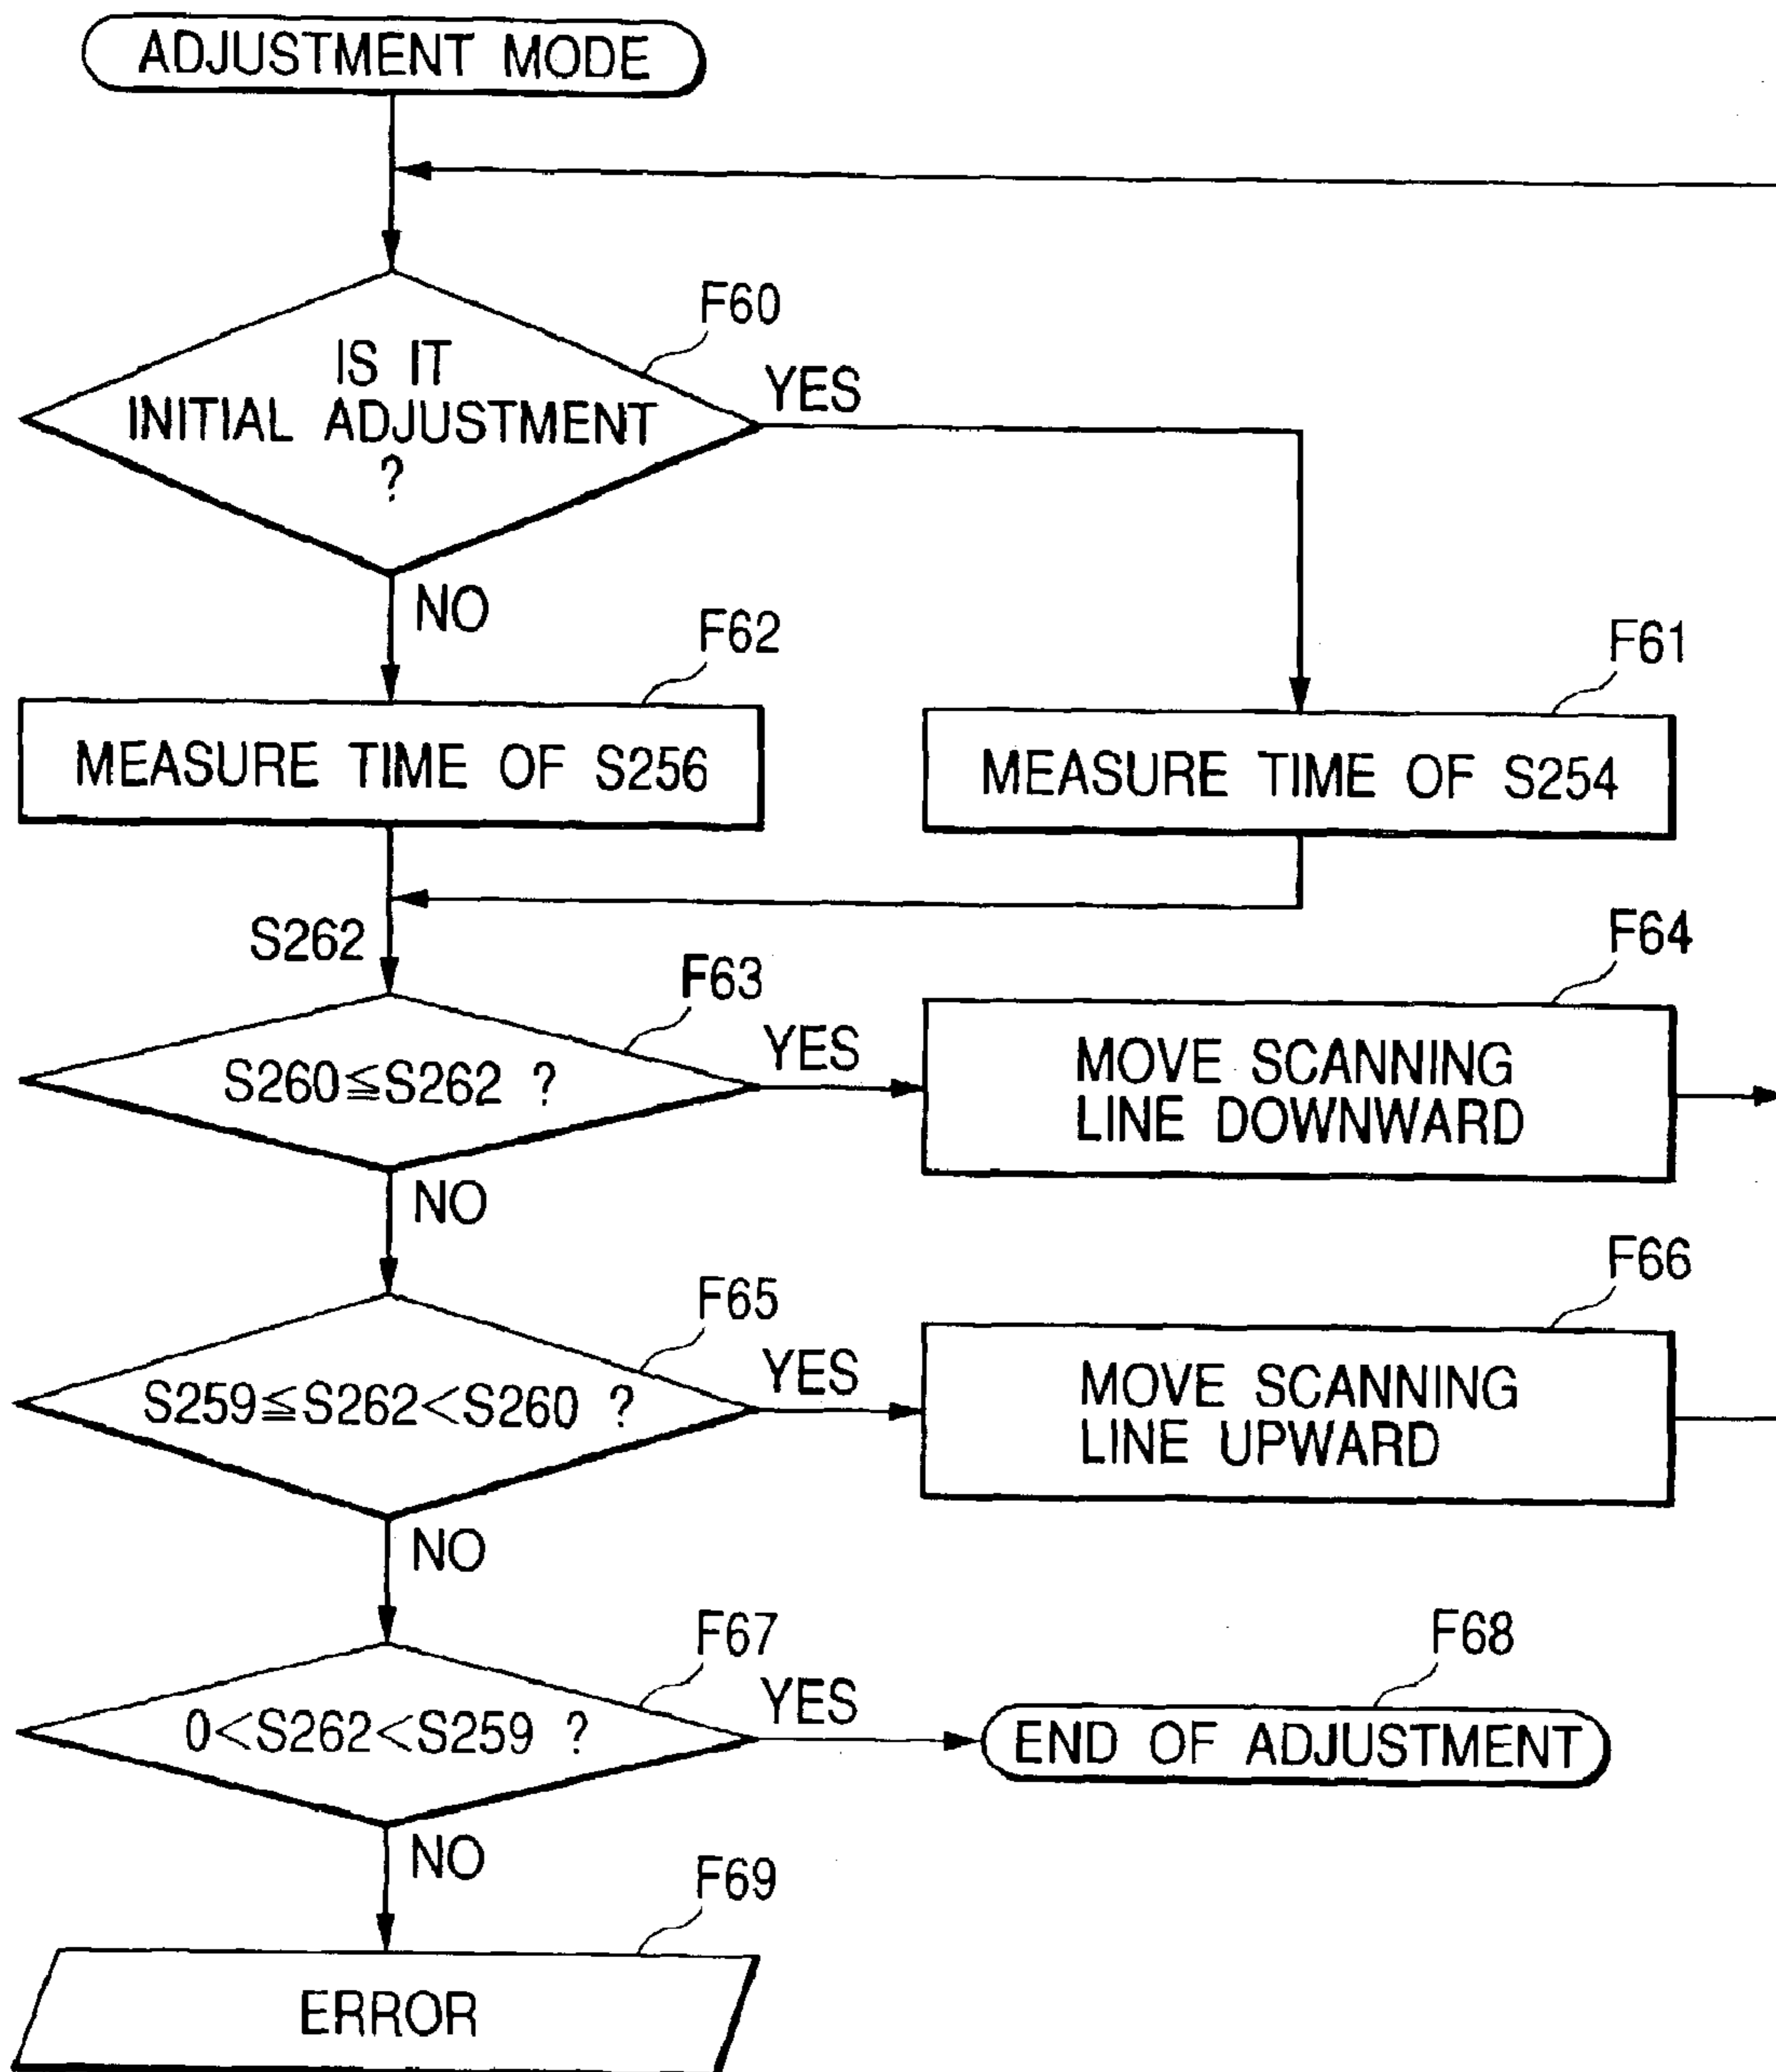 ADJUSTMENT MODE
F60
IS IT
INITIAL ADJUSTMENT
?
YES
NO
F62
F61
MEASURE TIME OF S256
MEASURE TIME OF S254
S262
F63
F64
S260≦S262 ?
YES
MOVE SCANNING
LINE DOWNWARD
NO
F65
F66
S259≦S262<S260 ?
YES
MOVE SCANNING
LINE UPWARD
NO
F67
F68
0<S262<S259 ?
YES
END OF ADJUSTMENT
NO
F69
ERROR